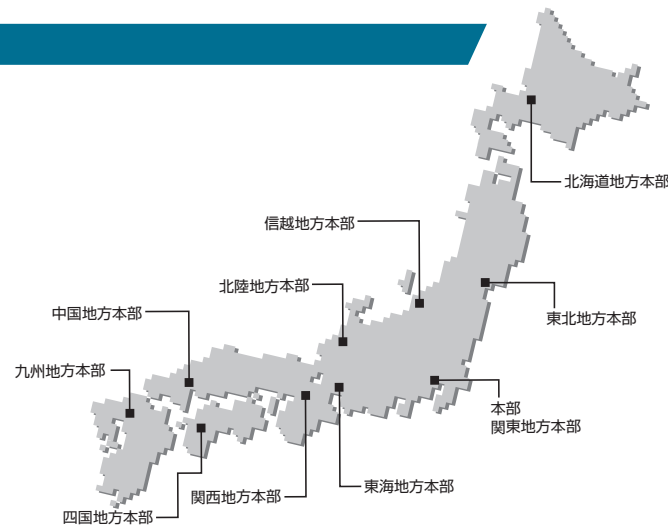 北海道地方本部
信越地方本部
北陸地方本部
中国地方本部
東北地方本部
九州地方本部
本部
関東地方本部
東海地方本部
関西地方本部
四国地方本部